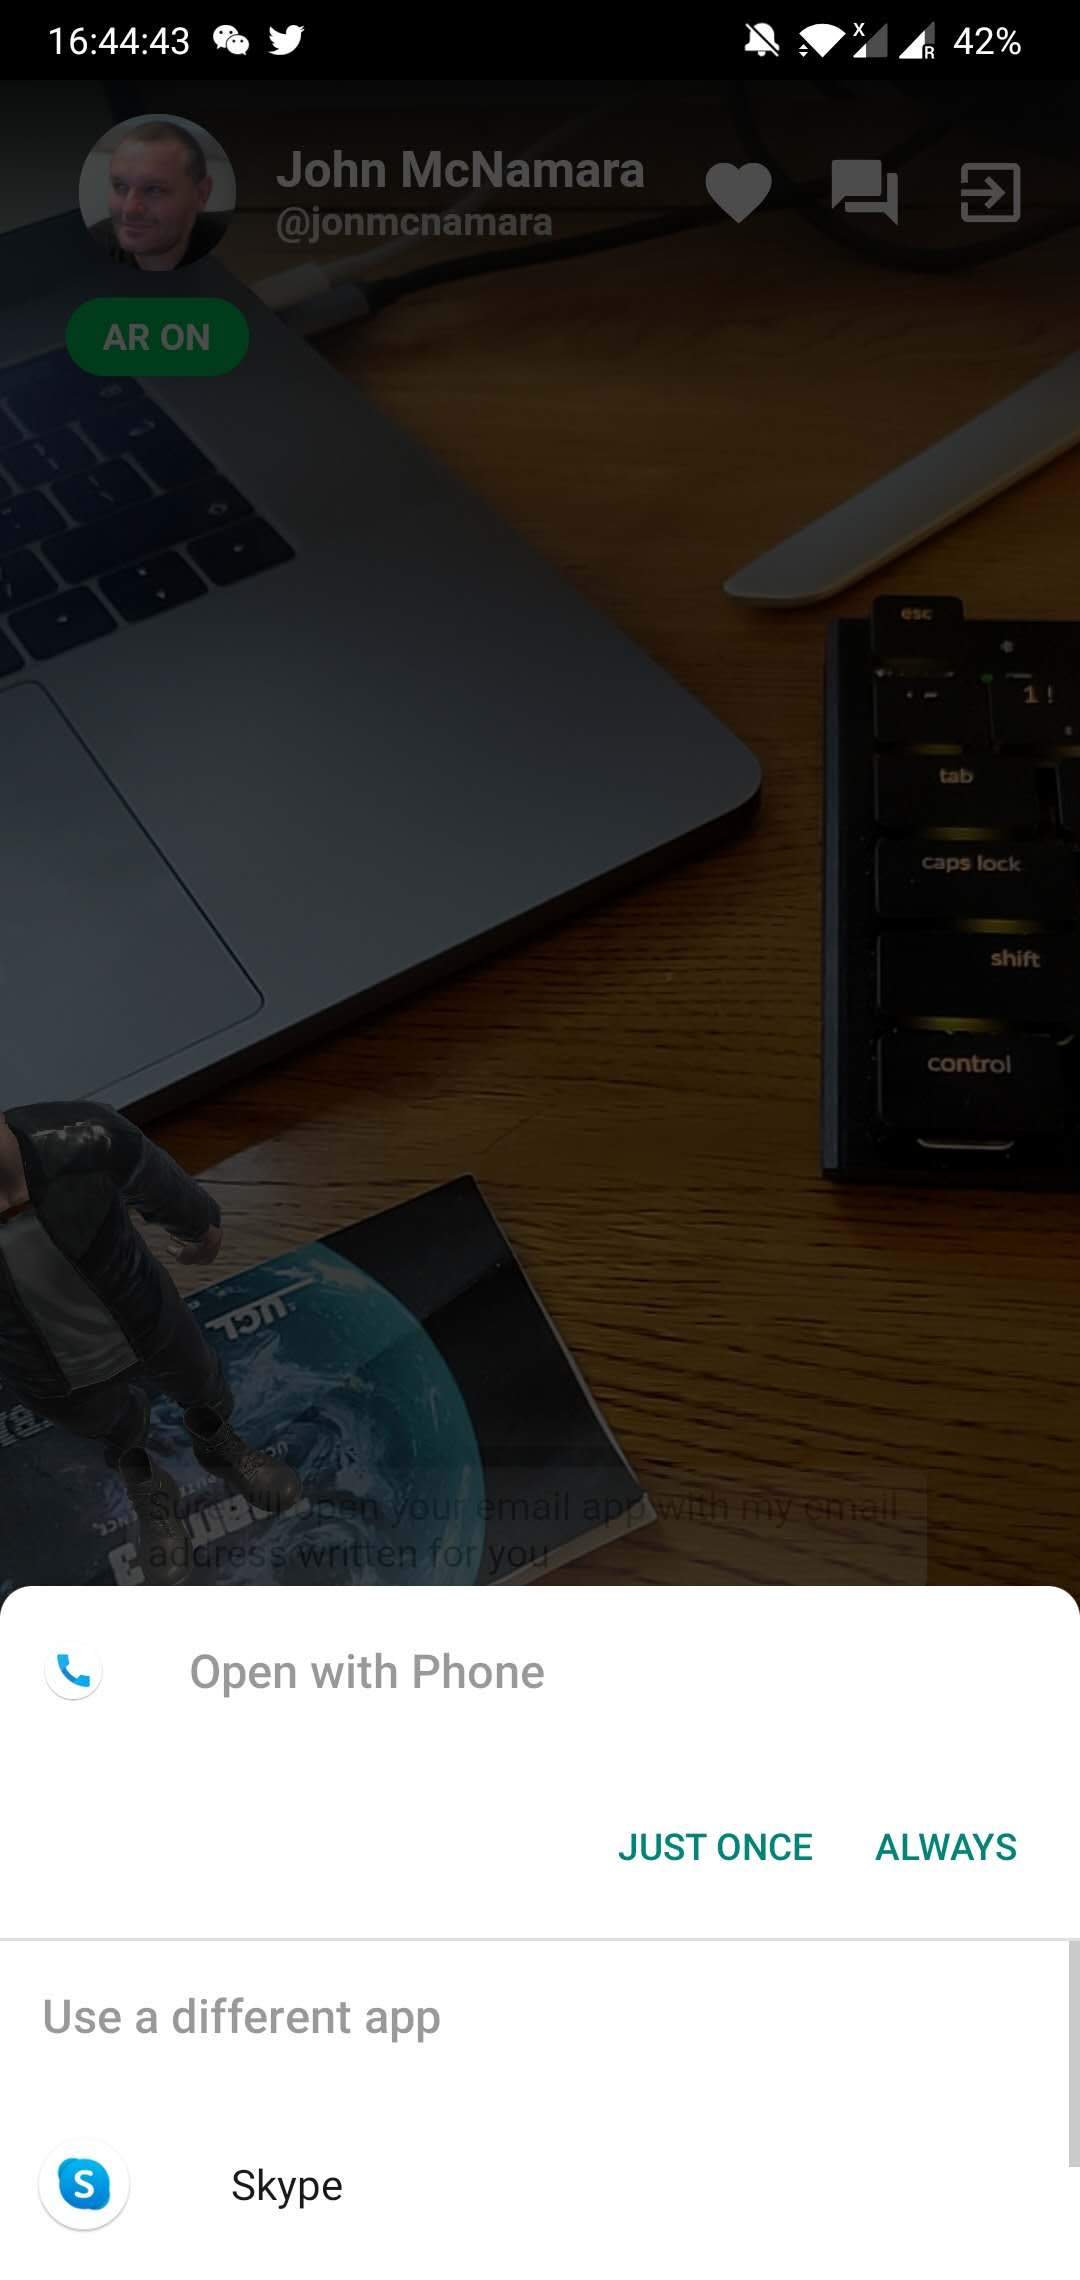 16:44:43
42%
John McNamara
@jonmcnamara
AR ON
esc
1 !
tab
caps lock
shift
control
UCL
Sure! I'll open your email app with my email
address written for you
Open with Phone
JUST ONCE
ALWAYS
Use a different app
Skype